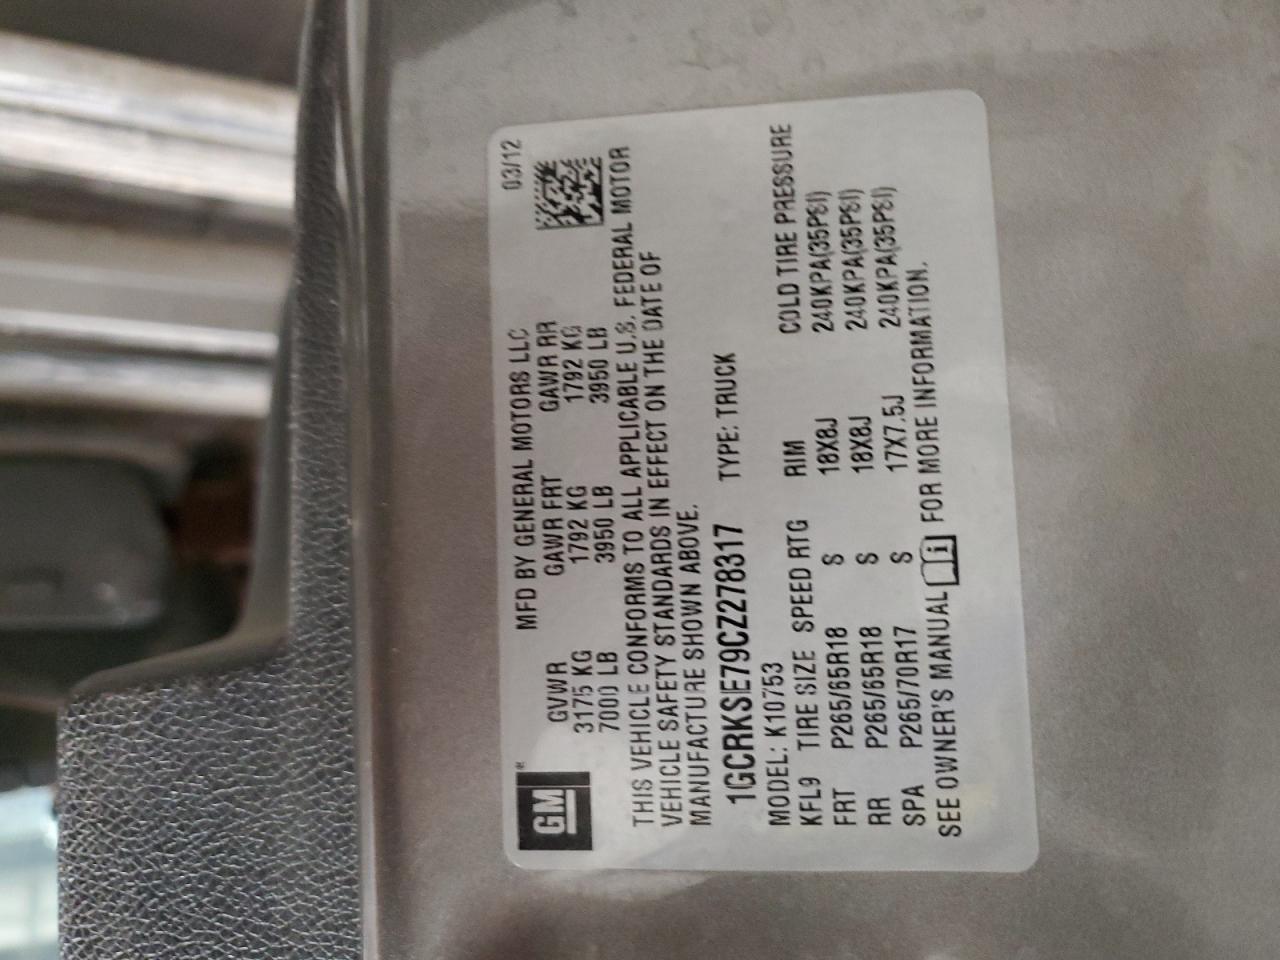 GM
MFD BY GENERAL MOTORS LLC 03/12
GVWR GAWR FRT GAWR RR
3175 KG 1792 KG 1792 KG
7000 LB 3950 LB 3950 LB
THIS VEHICLE CONFORMS TO ALL APPLICABLE U.S. FEDERAL MOTOR
VEHICLE SAFETY STANDARDS IN EFFECT ON THE DATE OF
MANUFACTURE SHOWN ABOVE.
1GCRKSE79CZ278317 TYPE: TRUCK
MODEL: K10753
KFL9 TIRE SIZE SPEED RTG RIM COLD TIRE PRESSURE
FRT P265/65R18 S 18X8J 240KPA(35PSI)
RR P265/65R18 S 18X8J 240KPA(35PSI)
SPA P265/70R17 S 17X7.5J 240KPA(35PSI)
SEE OWNER'S MANUAL i FOR MORE INFORMATION.